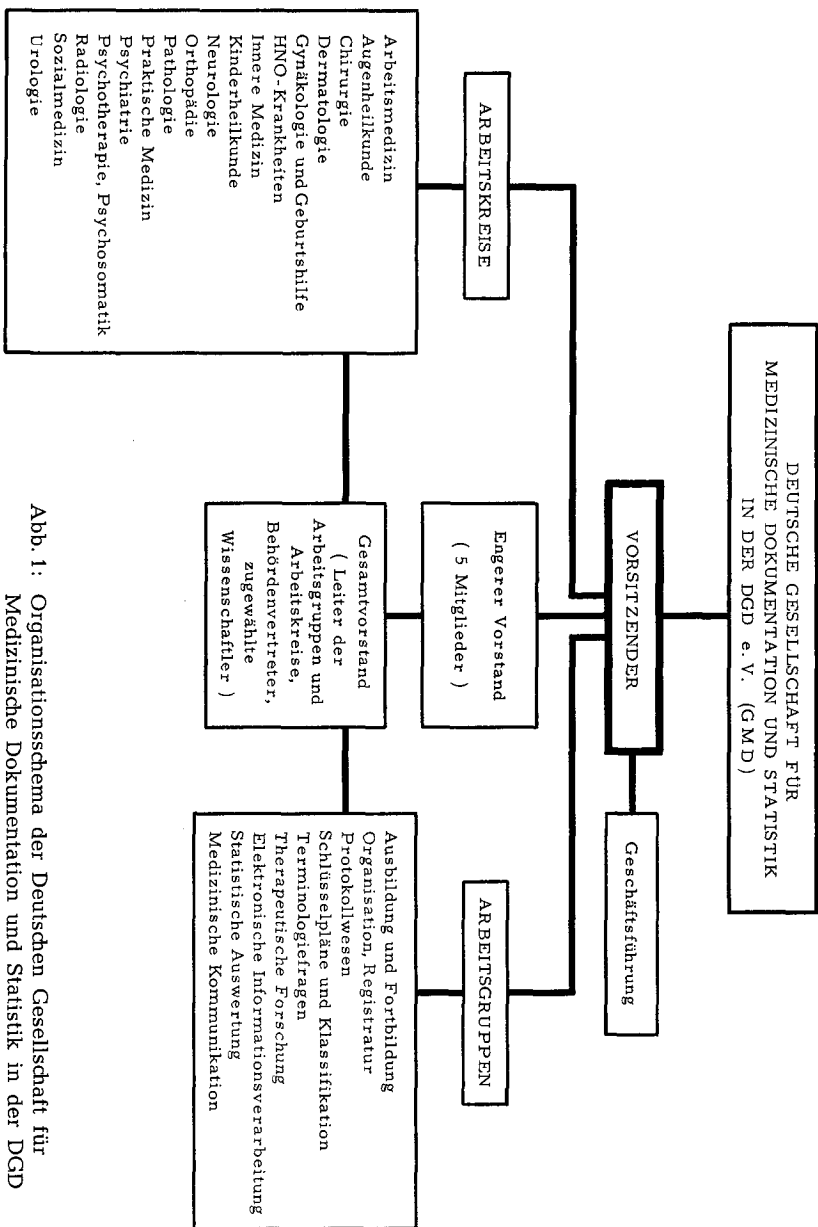 DEUTSCHE GESELLSCHAFT FÜR
MEDIZINISCHE DOKUMENTATION UND STATISTIK
IN DER DGD e.V. (GMD)
VORSITZENDER
Geschäftsführung
ARBEITSKREISE
Engerer Vorstand
( 5 Mitglieder )
ARBEITSGRUPPEN
Arbeitsmedizin
Augenheilkunde
Chirurgie
Dermatologie
Gynäkologie und Geburtshilfe
HNO-Krankheiten
Innere Medizin
Kinderheilkunde
Neurologie
Orthopädie
Pathologie
Praktische Medizin
Psychiatrie
Psychotherapie, Psychosomatik
Radiologie
Sozialmedizin
Urologie
Gesamtvorstand
( Leiter der
Arbeitsgruppen und
Arbeitskreise,
Behördenvertreter,
zugewählte
Wissenschaftler )
Ausbildung und Fortbildung
Organisation, Registratur
Protokollwesen
Schlüsselpläne und Klassifikation
Terminologiefragen
Therapeutische Forschung
Elektronische Informationsverarbeitung
Statistische Auswertung
Medizinische Kommunikation
Abb. 1: Organisationsschema der Deutschen Gesellschaft für
Medizinische Dokumentation und Statistik in der DGD